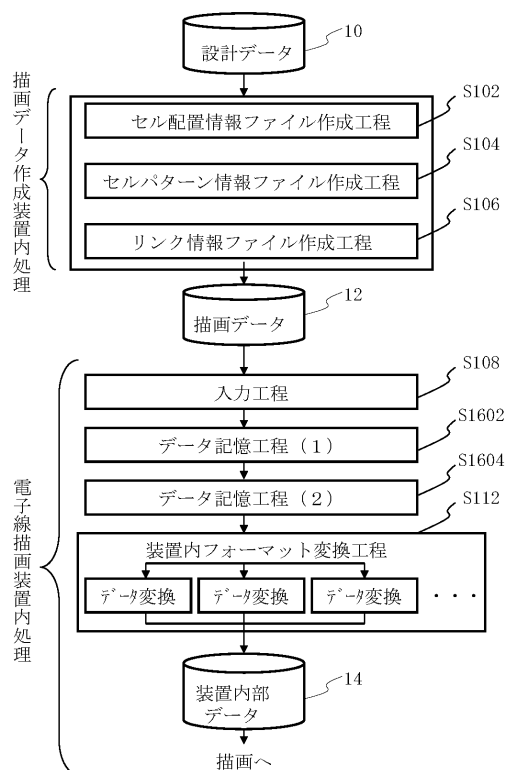 設計データ
10
描画データ作成装置内処理
S102
セル配置情報ファイル作成工程
S104
セルパターン情報ファイル作成工程
S106
リンク情報ファイル作成工程
12
描画データ
電子線描画装置内処理
S108
入力工程
S1602
データ記憶工程(1)
S1604
データ記憶工程(2)
S112
装置内フォーマット変換工程
データ変換
データ変換
データ変換
・・・
14
装置内部
データ
描画へ